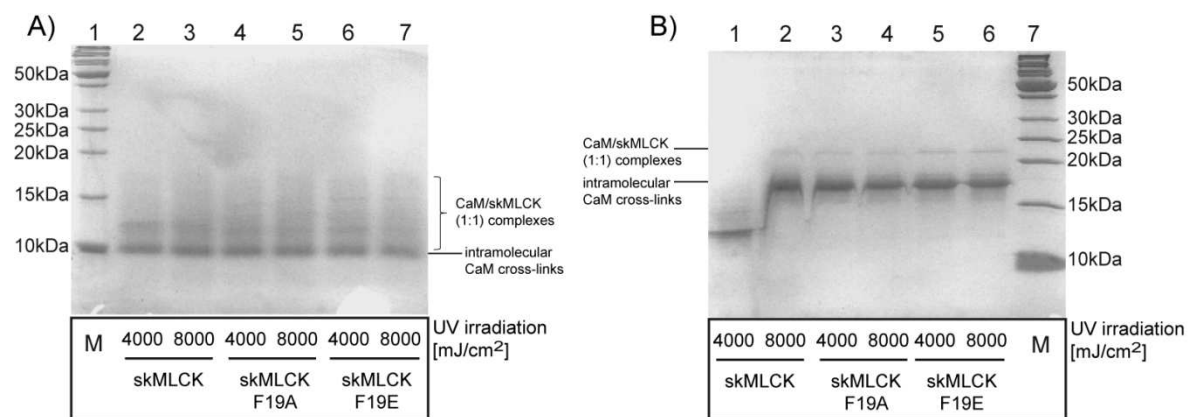 A)
1 2 3 4 5 6 7
50kDa
30kDa
25kDa
20kDa
15kDa
10kDa
CaM/skMLCK
(1:1) complexes
intramolecular
CaM cross-links
M 4000 8000 4000 8000 4000 8000
skMLCK skMLCK F19A skMLCK F19E
UV irradiation
[mJ/cm²]
B)
1 2 3 4 5 6 7
CaM/skMLCK
(1:1) complexes
intramolecular
CaM cross-links
50kDa
30kDa
25kDa
20kDa
15kDa
10kDa
4000 8000 4000 8000 4000 8000 M
skMLCK skMLCK F19A skMLCK F19E
UV irradiation
[mJ/cm²]